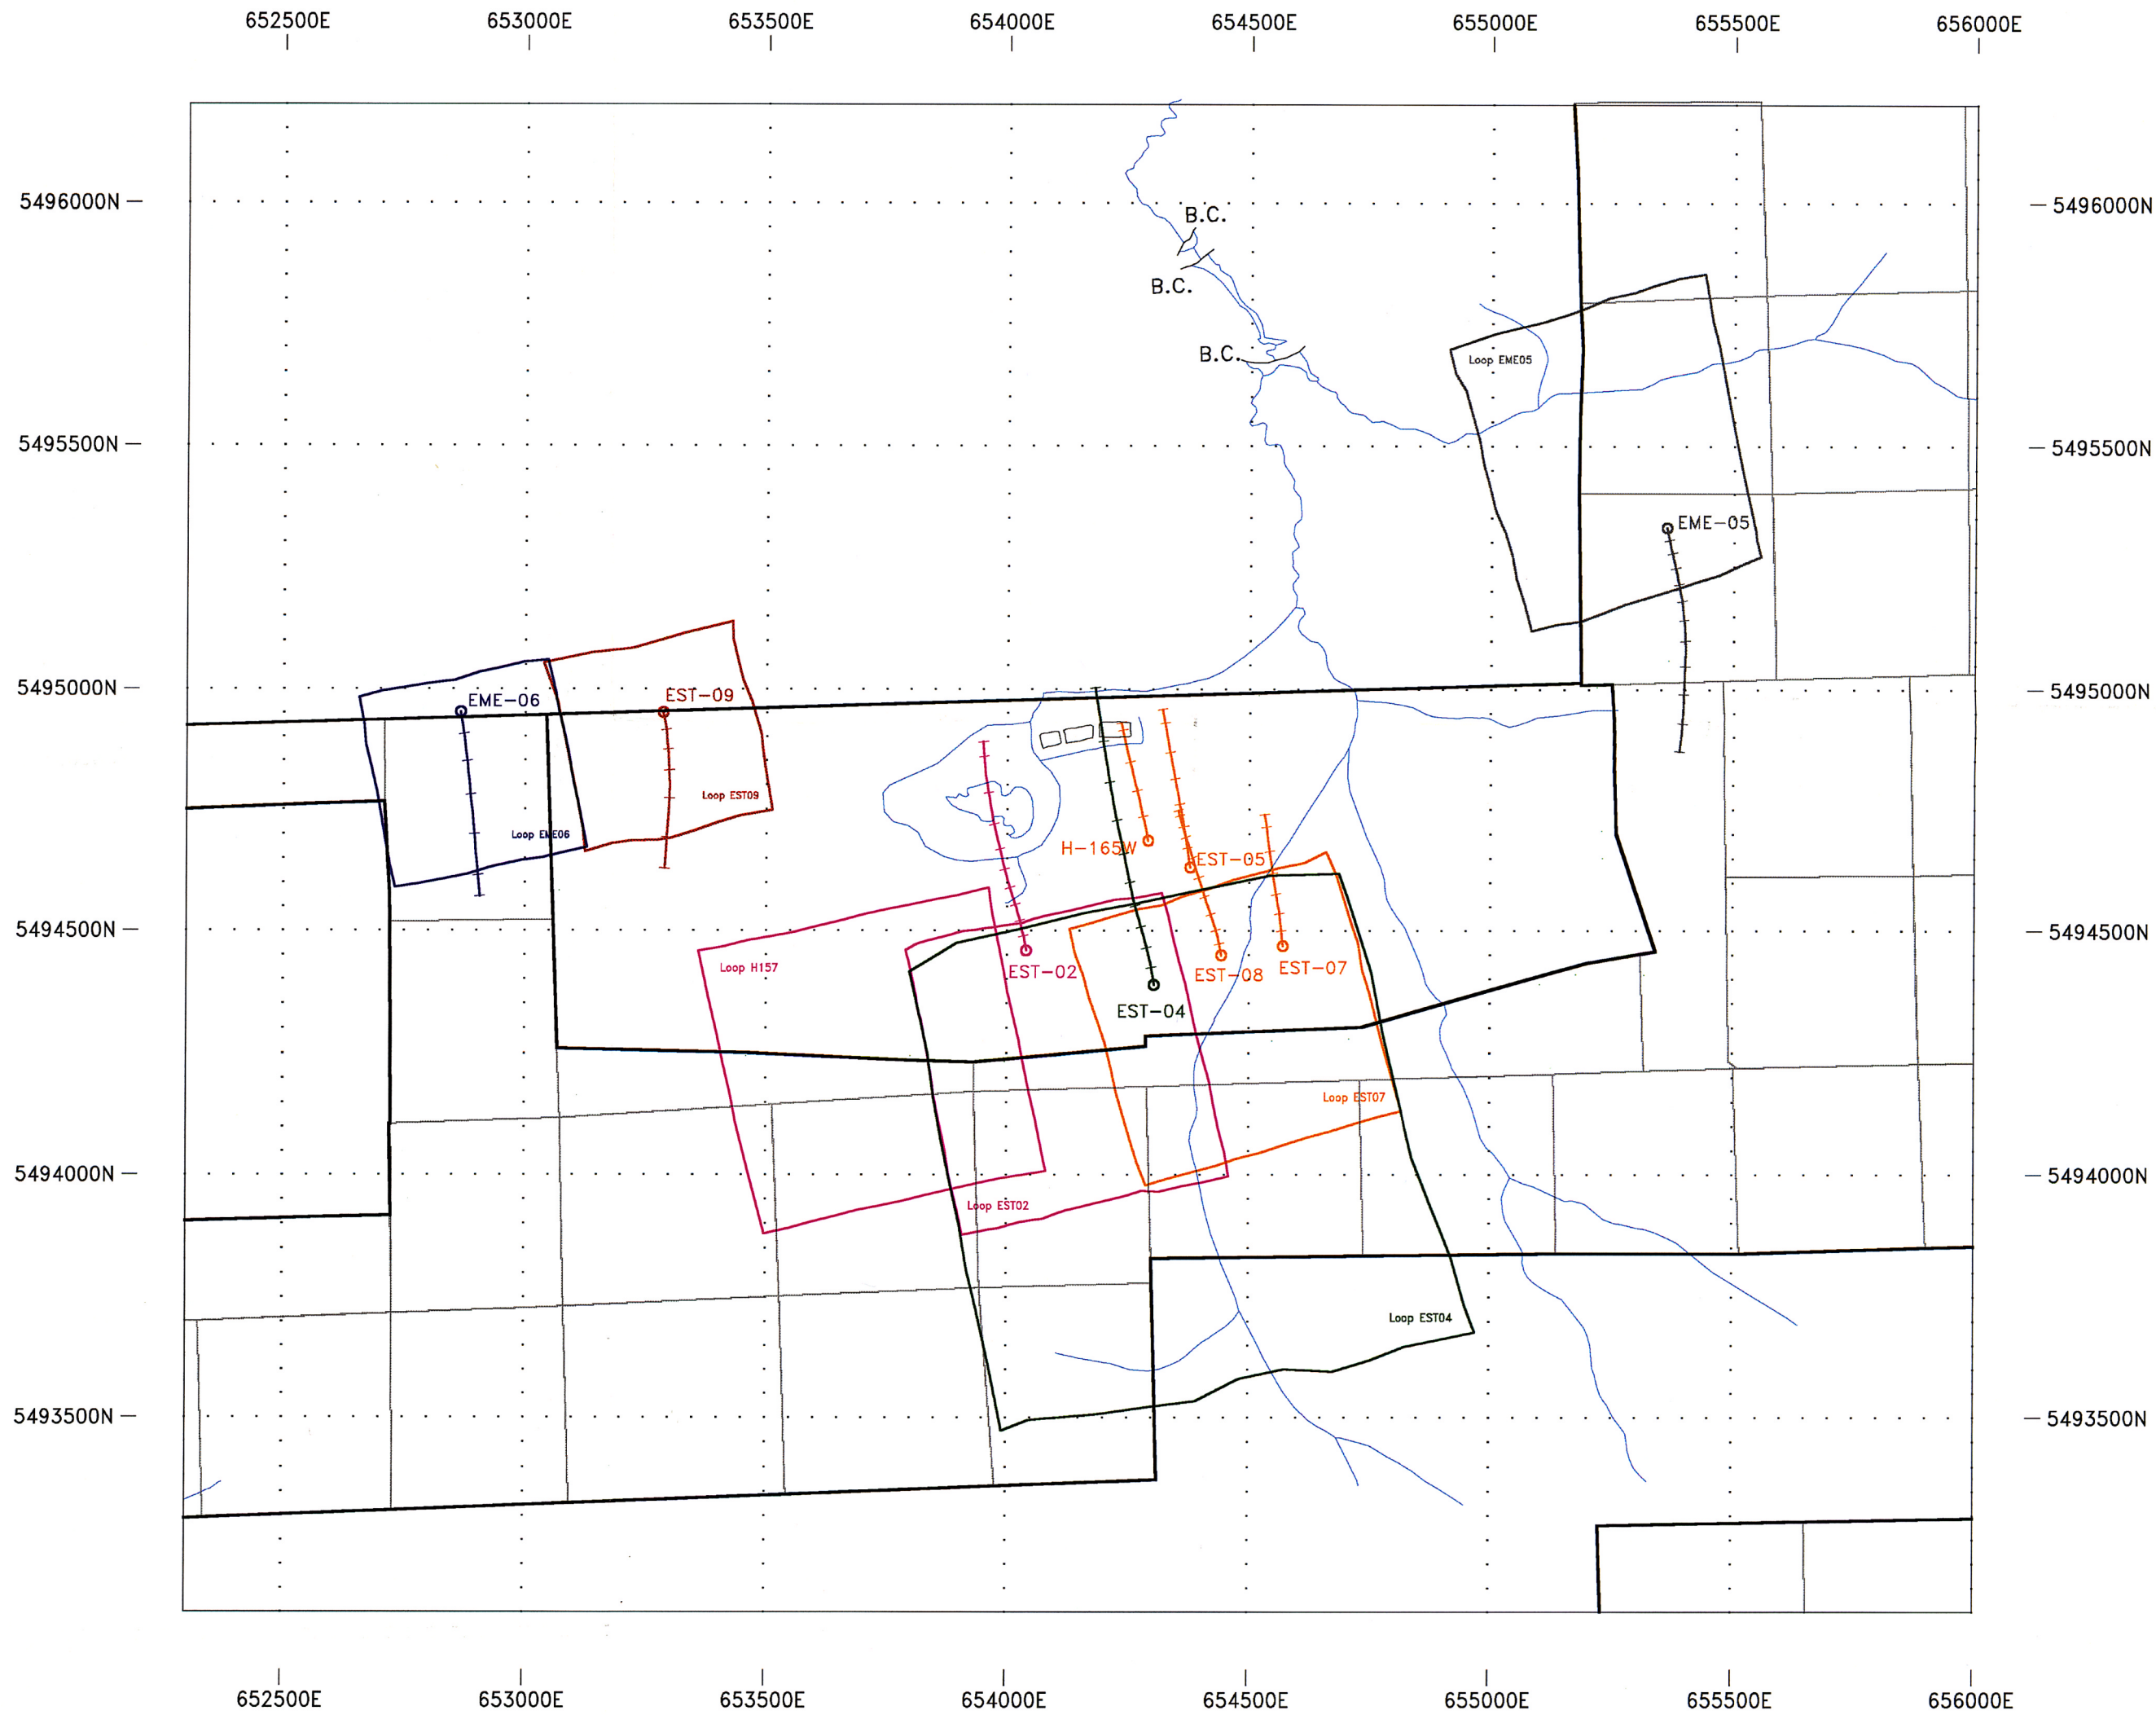 652500E 653000E 653500E 654000E 654500E 655000E 655500E 656000E
5496000N
5496000N
B.C.
B.C.
B.C.
Loop EME05
5495500N
5495500N
EME-05
5495000N
5495000N
EME-06
EST-09
Loop EST09
Loop EME06
H-165W
EST-05
5494500N
5494500N
Loop H157
EST-02
EST-08
EST-07
EST-04
Loop EST07
5494000N
5494000N
Loop EST02
Loop EST04
5493500N
5493500N
652500E 653000E 653500E 654000E 654500E 655000E 655500E 656000E